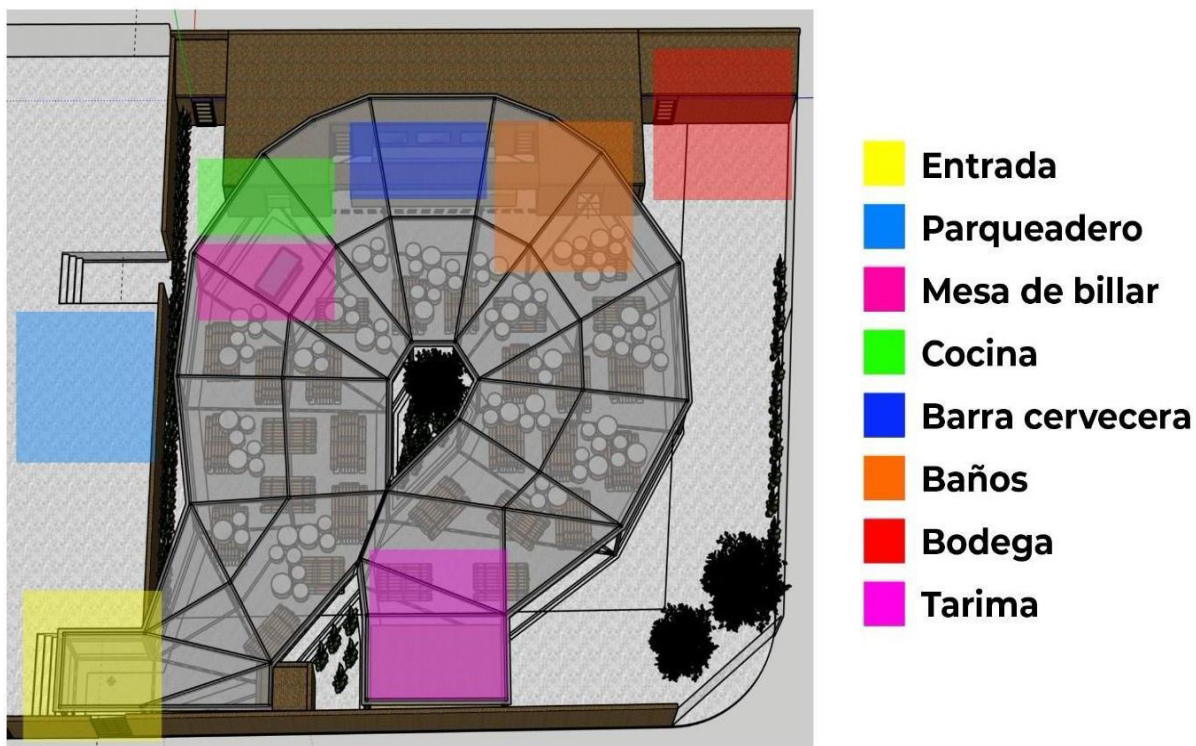 Entrada
Parqueadero
Mesa de billar
Cocina
Barra cervecera
Baños
Bodega
Tarima